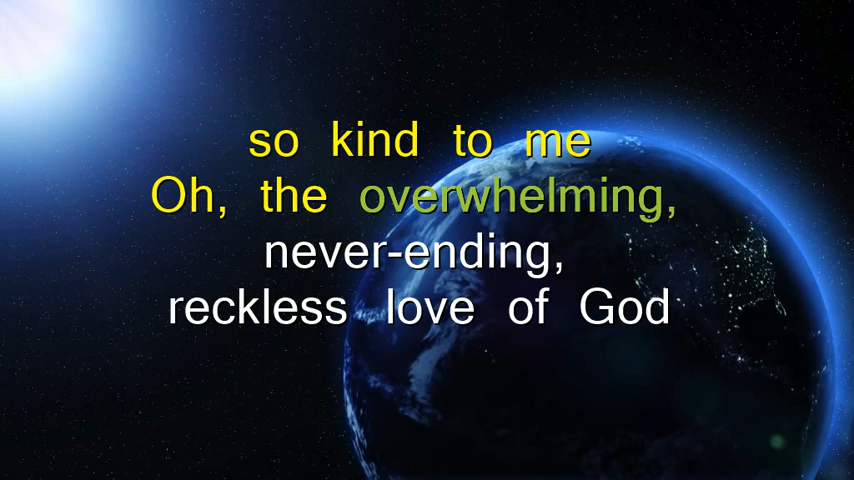 so kind to me
Oh, the overwhelming,
never-ending,
reckless love of God